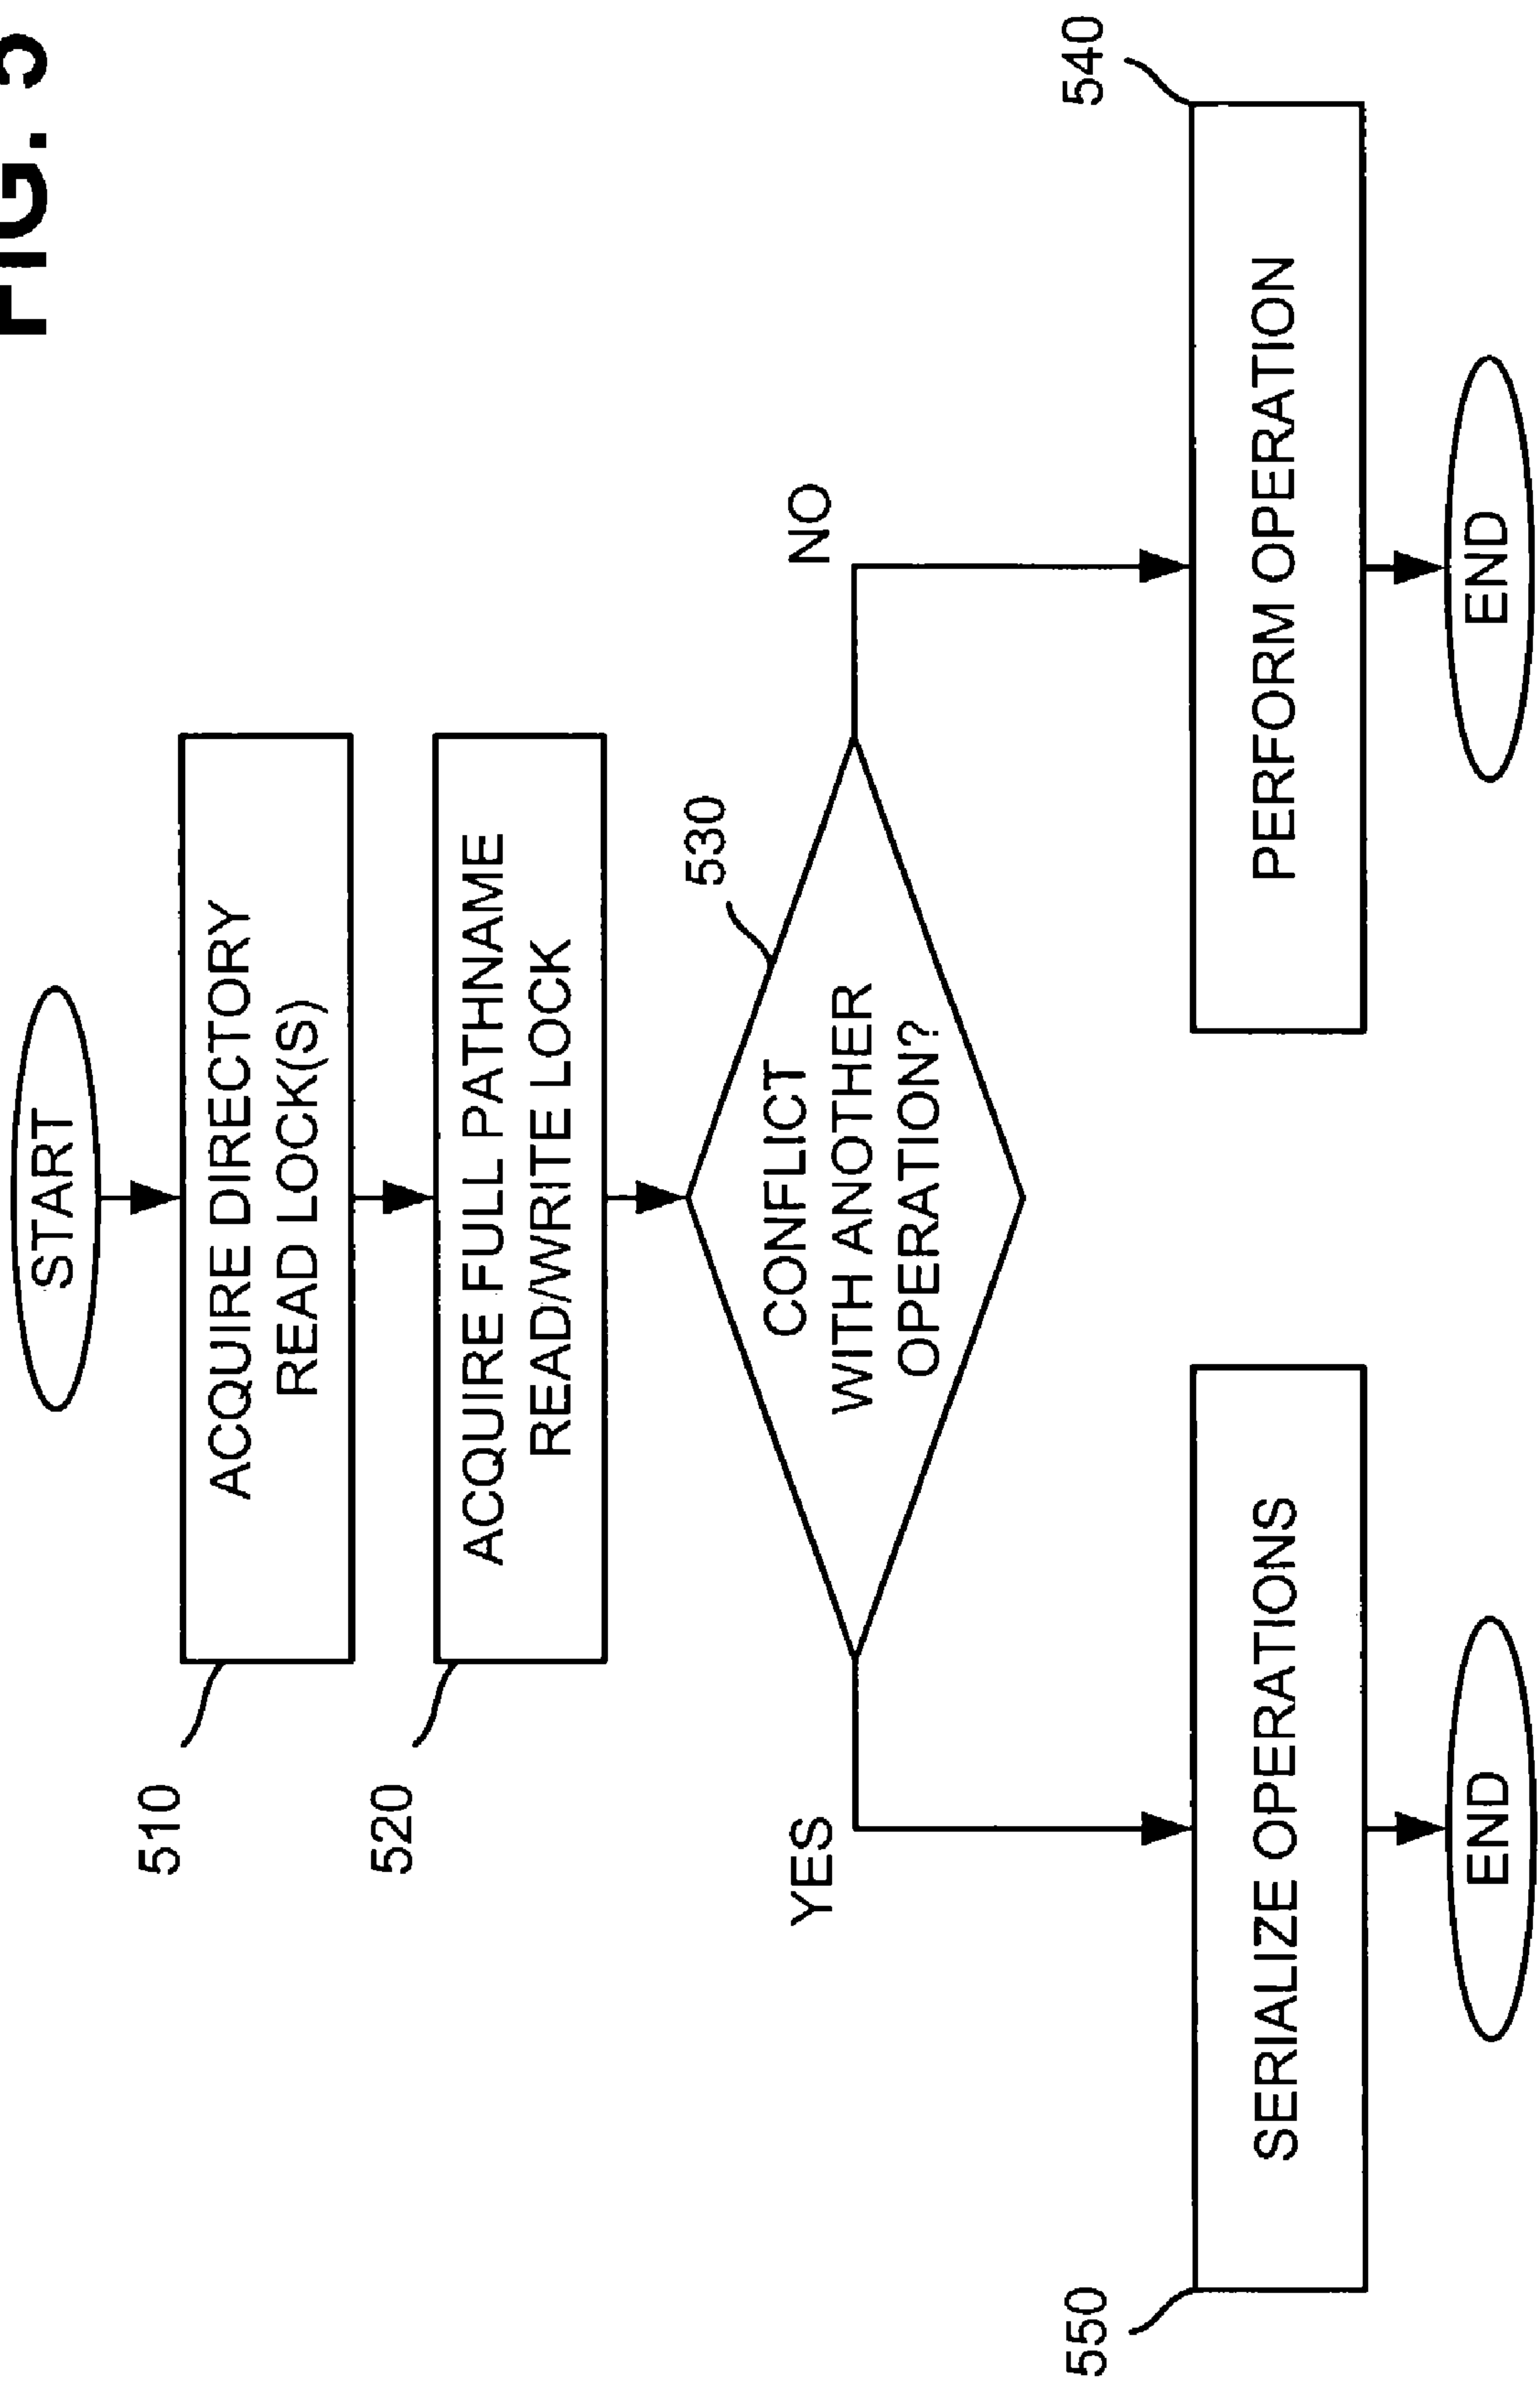 FIG. 5
START
510
ACQUIRE DIRECTORY
READ LOCK(S)
520
ACQUIRE FULL PATHNAME
READ/WRITE LOCK
530
CONFLICT
WITH ANOTHER
OPERATION?
YES
NO
550
SERIALIZE OPERATIONS
540
PERFORM OPERATION
END
END